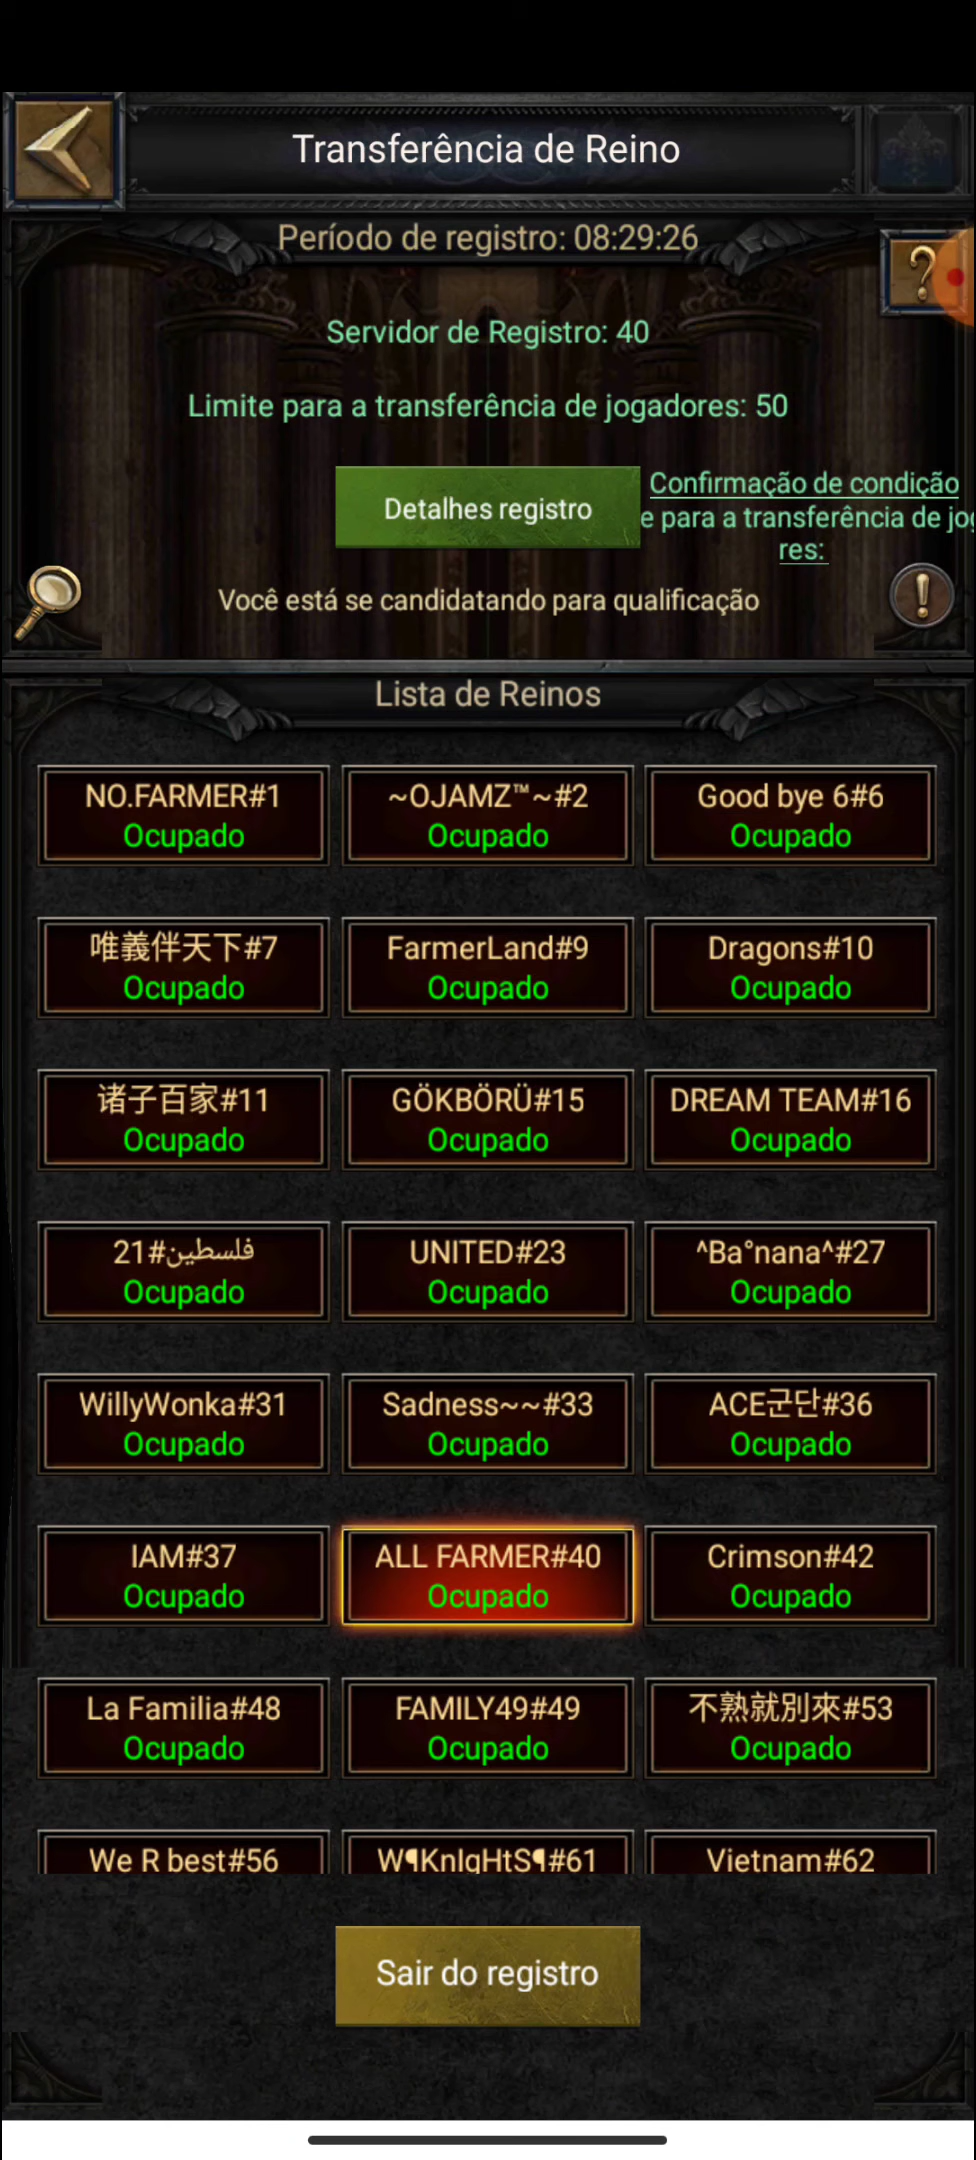 Transferência de Reino
Período de registro: 08:29:26
Servidor de Registro: 40
Limite para a transferência de jogadores: 50
Detalhes registro
Confirmação de condição
e para a transferência de jog
res:
Você está se candidatando para qualificação
Lista de Reinos
NO.FARMER#1
Ocupado
~OJAMZ™~#2
Ocupado
Good bye 6#6
Ocupado
唯義伴天下#7
Ocupado
FarmerLand#9
Ocupado
Dragons#10
Ocupado
诸子百家#11
Ocupado
GÖKBÖRÜ#15
Ocupado
DREAM TEAM#16
Ocupado
فلسطين#21
Ocupado
UNITED#23
Ocupado
^Ba°nana^#27
Ocupado
WillyWonka#31
Ocupado
Sadness~~#33
Ocupado
ACE군단#36
Ocupado
IAM#37
Ocupado
ALL FARMER#40
Ocupado
Crimson#42
Ocupado
La Familia#48
Ocupado
FAMILY49#49
Ocupado
不熟就別來#53
Ocupado
We R best#56
W¶KnIgHtS¶#61
Vietnam#62
Sair do registro